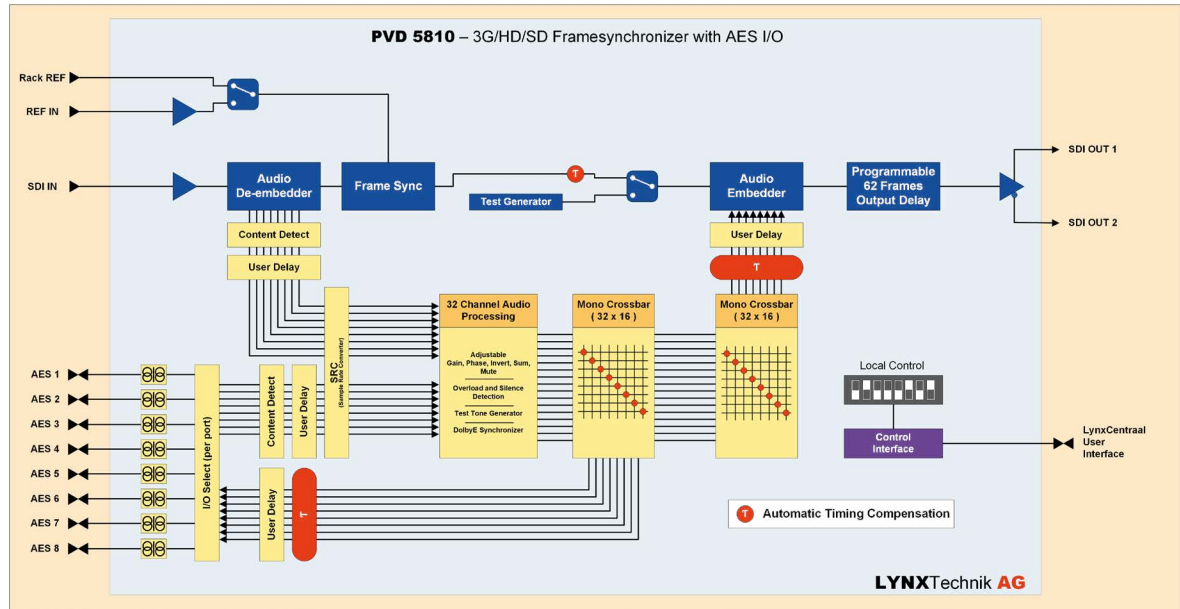 PVD 5810 – 3G/HD/SD Framesynchronizer with AES I/O
Rack REF
REF IN
SDI IN
Audio
De-embedder
Frame Sync
T
Test Generator
Audio
Embedder
Programmable
62 Frames
Output Delay
SDI OUT 1
SDI OUT 2
Content Detect
User Delay
User Delay
T
SRC
(Sample Rate Converter)
32 Channel Audio
Processing
Adjustable
Gain, Phase, Invert, Sum,
Mute
Overload and Silence
Detection
Test Tone Generator
DolbyE Synchronizer
Mono Crossbar
( 32 x 16 )
Mono Crossbar
( 32 x 16 )
AES 1
AES 2
AES 3
AES 4
AES 5
AES 6
AES 7
AES 8
I/O Select (per port)
Content Detect
User Delay
User Delay
T
Local Control
Control
Interface
LynxCentraal
User
Interface
T Automatic Timing Compensation
LYNXTechnik AG